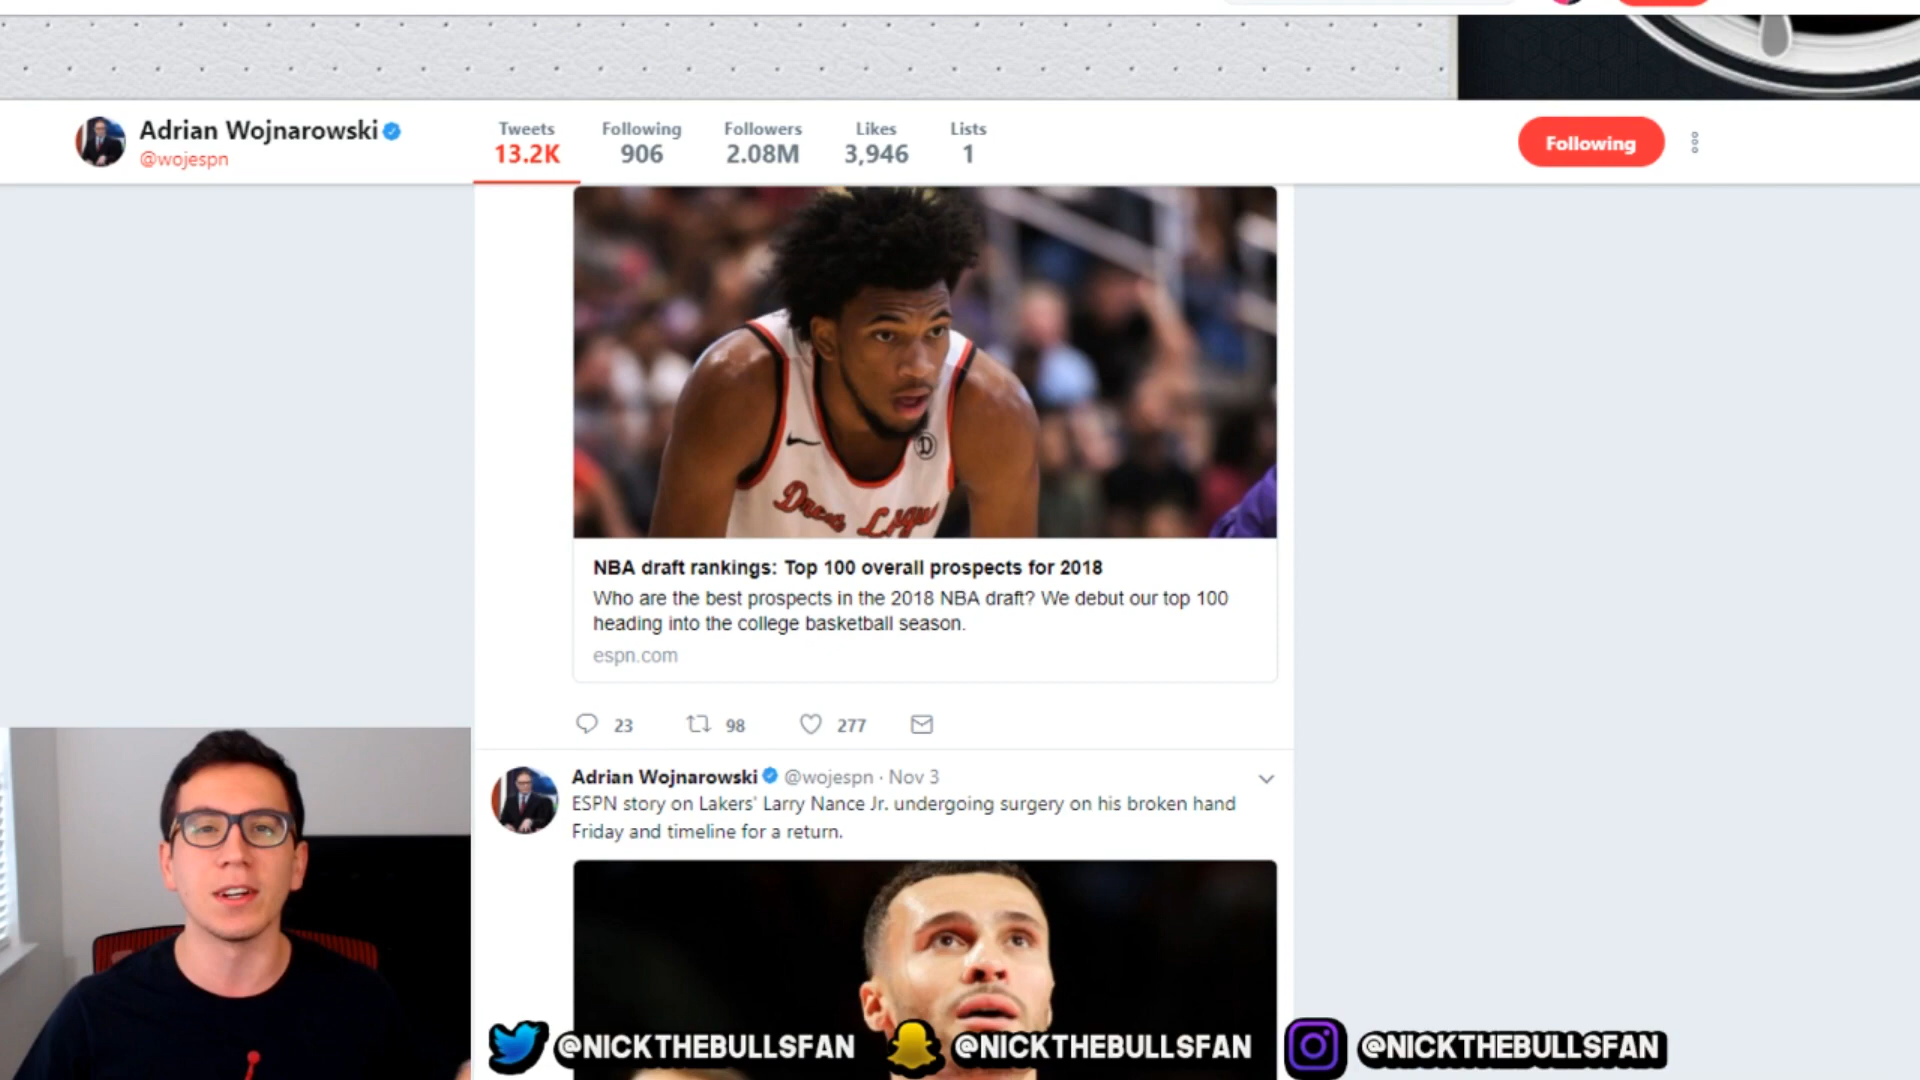 Adrian Wojnarowski
@wojespn
Tweets
13.2K
Following
906
Followers
2.08M
Likes
3,946
Lists
1
Following
D
Drew League
NBA draft rankings: Top 100 overall prospects for 2018
Who are the best prospects in the 2018 NBA draft? We debut our top 100
heading into the college basketball season.
espn.com
23
98
277
Adrian Wojnarowski @wojespn · Nov 3
ESPN story on Lakers' Larry Nance Jr. undergoing surgery on his broken hand
Friday and timeline for a return.
@NICKTHEBULLSFAN @NICKTHEBULLSFAN @NICKTHEBULLSFAN